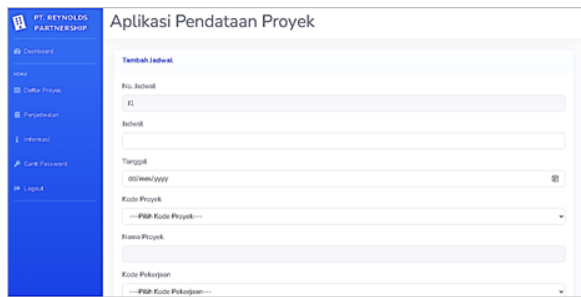 PT. REYNOLDS
PARTNERSHIP
Aplikasi Pendataan Proyek
Dashboard
MENU
Daftar Proyek
Penjadwalan
Informasi
Ganti Password
Logout
Tambah Jadwal
No. Jadwal
Jadwal
Tanggal
dd/mm/yyyy
Kode Proyek
---Pilih Kode Proyek---
Nama Proyek
Kode Pekerjaan
---Pilih Kode Pekerjaan---